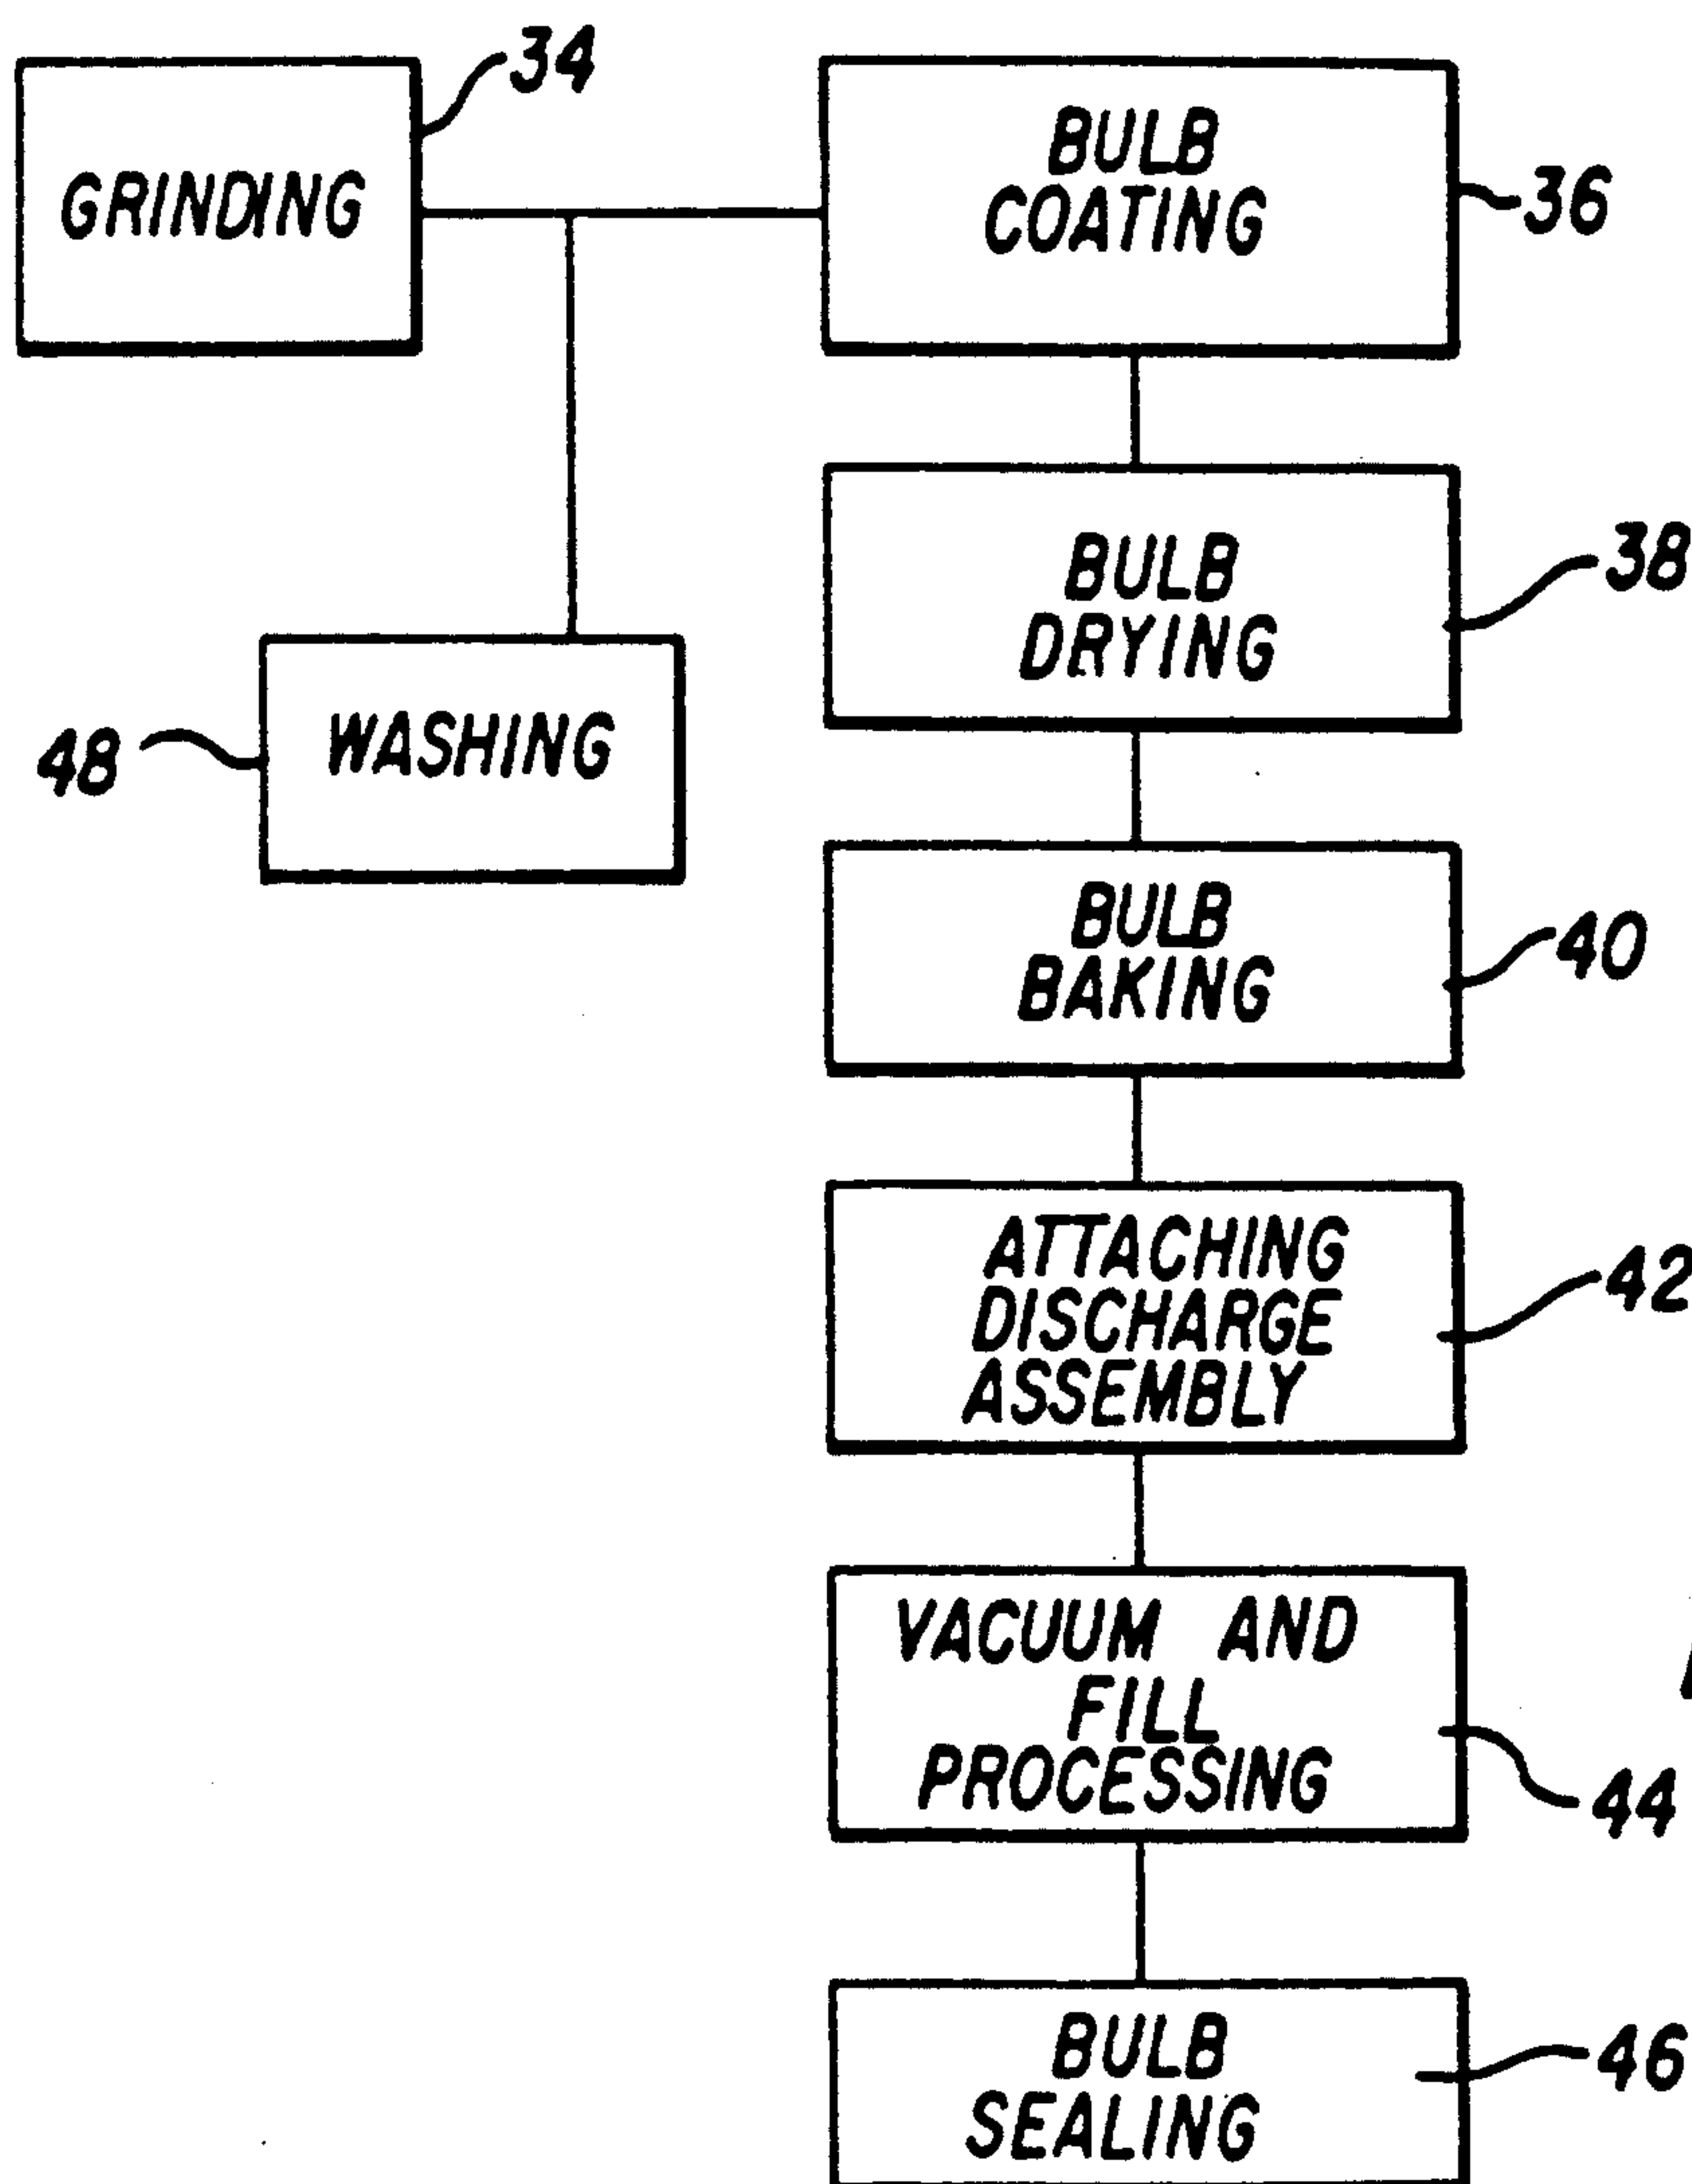 34
GRINDING
BULB
COATING
36
BULB
DRYING
38
WASHING
48
BULB
BAKING
40
ATTACHING
DISCHARGE
ASSEMBLY
42
VACUUM AND
FILL
PROCESSING
44
BULB
SEALING
46